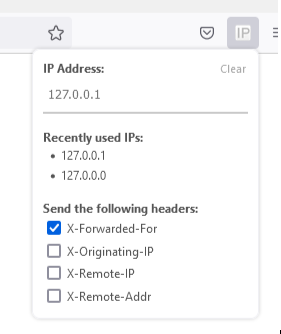 IP
IP Address: Clear
127.0.0.1
Recently used IPs:
• 127.0.0.1
• 127.0.0.0
Send the following headers:
X-Forwarded-For
X-Originating-IP
X-Remote-IP
X-Remote-Addr